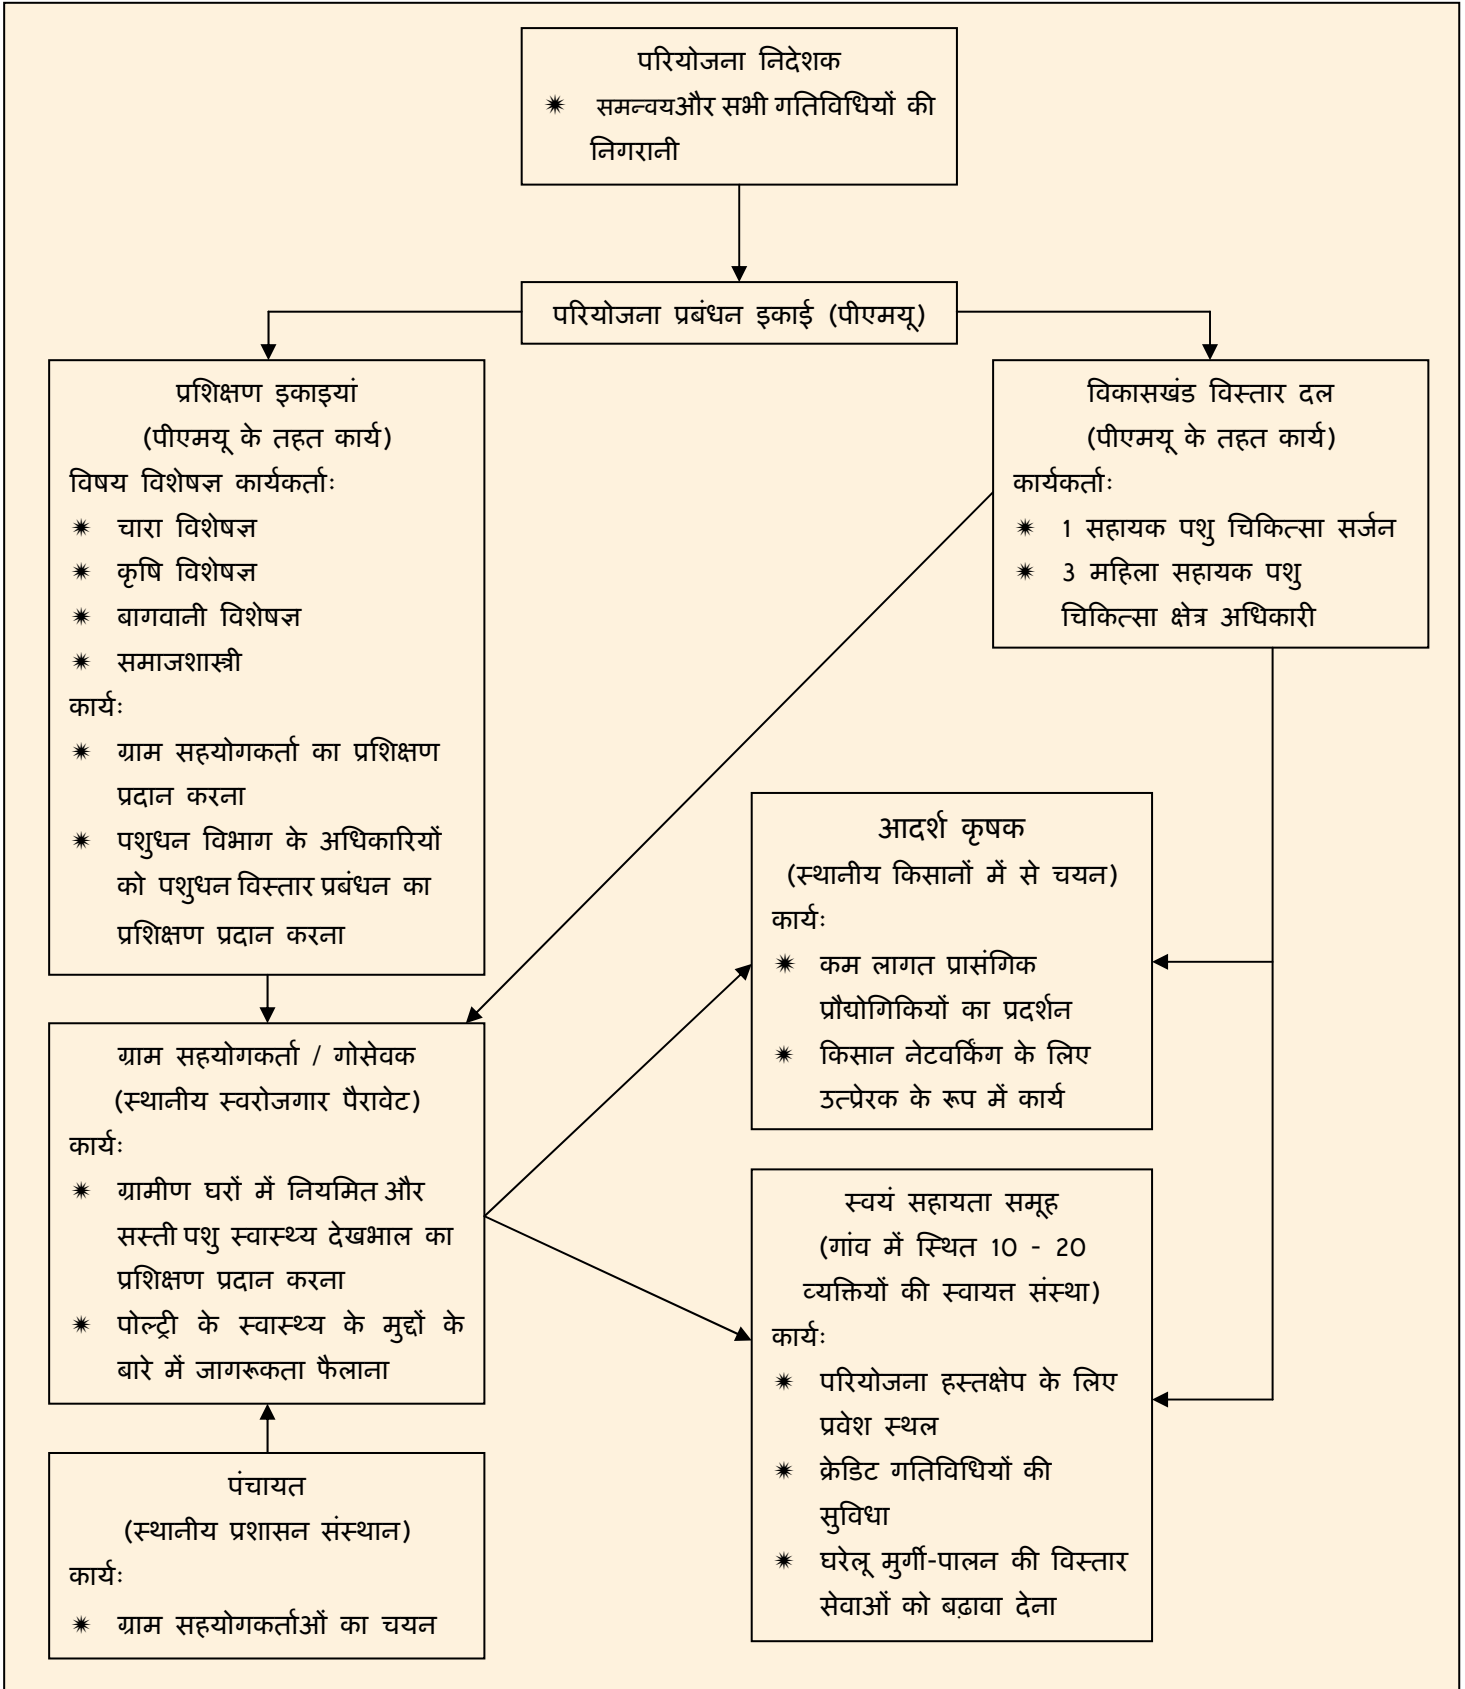 परियोजना निदेशक
✷ समन्वयऔर सभी गतिविधियों की
निगरानी
परियोजना प्रबंधन इकाई (पीएमयू)
प्रशिक्षण इकाइयां
(पीएमयू के तहत कार्य)
विषय विशेषज्ञ कार्यकर्ताः
✷ चारा विशेषज्ञ
✷ कृषि विशेषज्ञ
✷ बागवानी विशेषज्ञ
✷ समाजशास्त्री
कार्यः
✷ ग्राम सहयोगकर्ता का प्रशिक्षण
प्रदान करना
✷ पशुधन विभाग के अधिकारियों
को पशुधन विस्तार प्रबंधन का
प्रशिक्षण प्रदान करना
विकासखंड विस्तार दल
(पीएमयू के तहत कार्य)
कार्यकर्ताः
✷ 1 सहायक पशु चिकित्सा सर्जन
✷ 3 महिला सहायक पशु
चिकित्सा क्षेत्र अधिकारी
आदर्श कृषक
(स्थानीय किसानों में से चयन)
कार्यः
✷ कम लागत प्रासंगिक
प्रौद्योगिकियों का प्रदर्शन
✷ किसान नेटवर्किंग के लिए
उत्प्रेरक के रूप में कार्य
ग्राम सहयोगकर्ता / गोसेवक
(स्थानीय स्वरोजगार पैरावेट)
कार्यः
✷ ग्रामीण घरों में नियमित और
सस्ती पशु स्वास्थ्य देखभाल का
प्रशिक्षण प्रदान करना
✷ पोल्ट्री के स्वास्थ्य के मुद्दों के
बारे में जागरूकता फैलाना
स्वयं सहायता समूह
(गांव में स्थित 10 - 20
व्यक्तियों की स्वायत्त संस्था)
कार्यः
✷ परियोजना हस्तक्षेप के लिए
प्रवेश स्थल
✷ क्रेडिट गतिविधियों की
सुविधा
✷ घरेलू मुर्गी-पालन की विस्तार
सेवाओं को बढ़ावा देना
पंचायत
(स्थानीय प्रशासन संस्थान)
कार्यः
✷ ग्राम सहयोगकर्ताओं का चयन